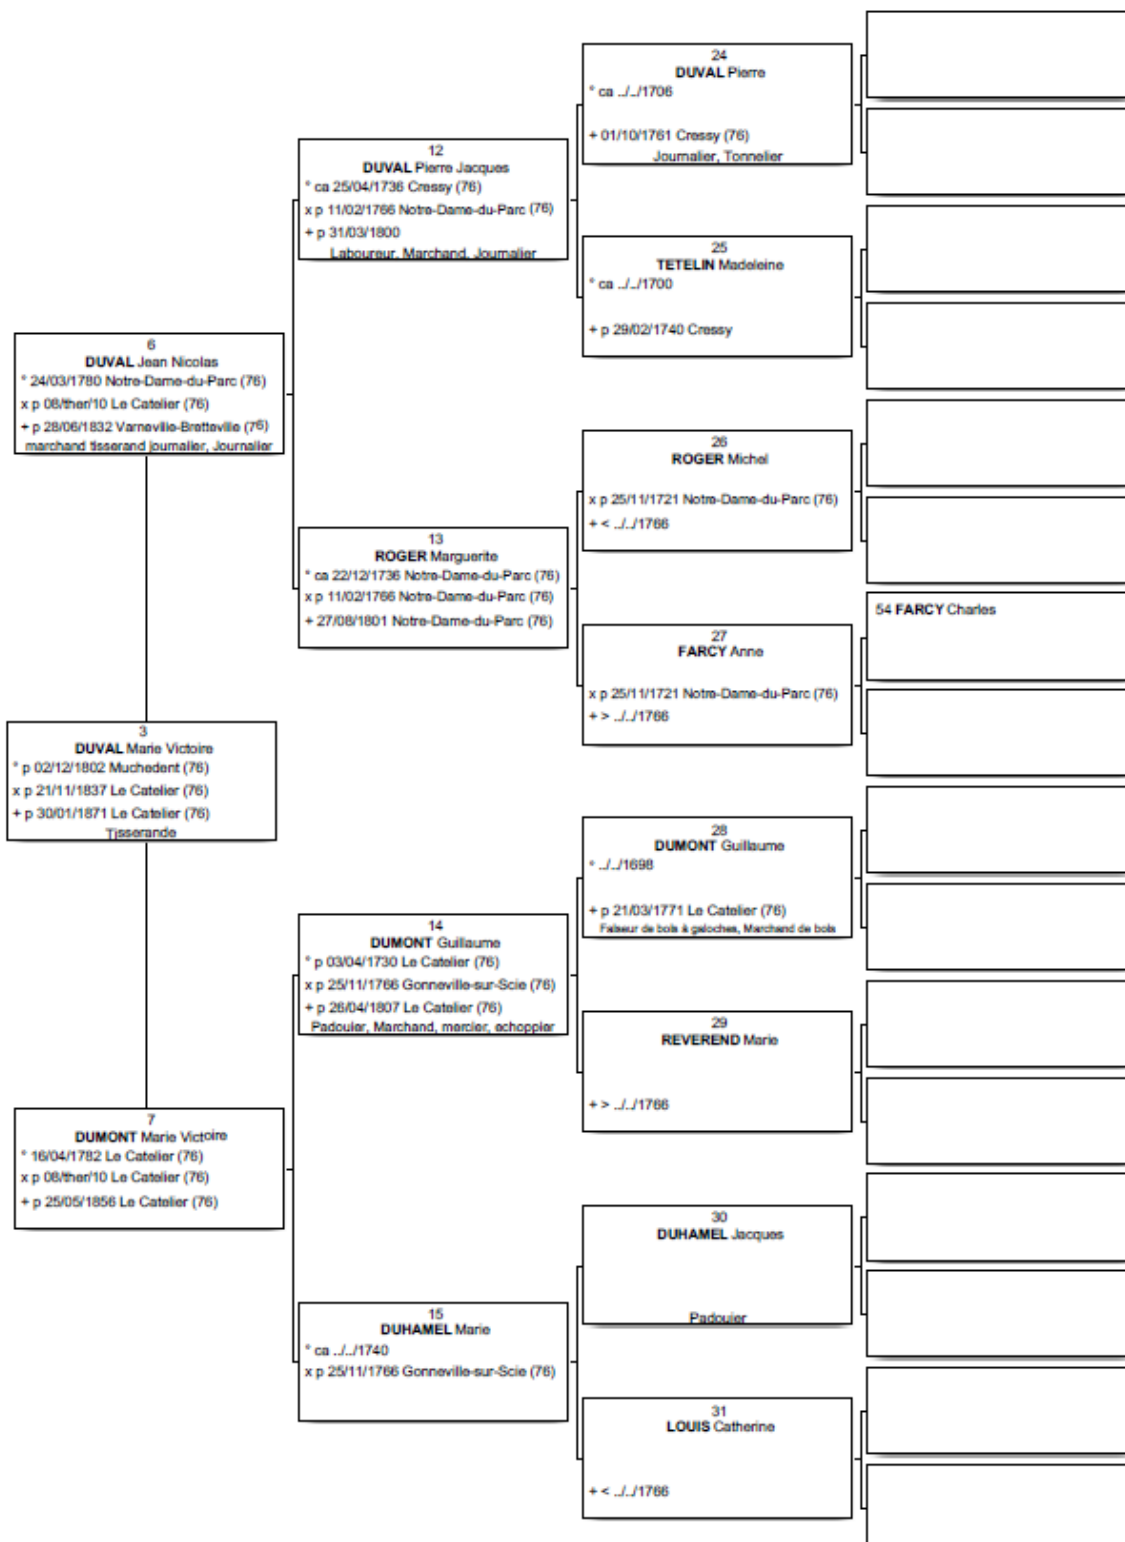 24
DUVAL Pierre
° ca ../../1706
+ 01/10/1761 Cressy (76)
Journalier, Tonnelier
12
DUVAL Pierre Jacques
° ca 25/04/1736 Cressy (76)
x p 11/02/1766 Notre-Dame-du-Parc (76)
+ p 31/03/1800
Laboureur, Marchand, Journalier
25
TETELIN Madeleine
° ca ../../1700
+ p 29/02/1740 Cressy
6
DUVAL Jean Nicolas
° 24/03/1780 Notre-Dame-du-Parc (76)
x p 08/ther/10 Le Catelier (76)
+ p 28/06/1832 Varneville-Bretteville (76)
marchand tisserand journalier, Journalier
26
ROGER Michel
x p 25/11/1721 Notre-Dame-du-Parc (76)
+ < ../../1766
13
ROGER Marguerite
° ca 22/12/1736 Notre-Dame-du-Parc (76)
x p 11/02/1766 Notre-Dame-du-Parc (76)
+ 27/08/1801 Notre-Dame-du-Parc (76)
54 FARCY Charles
27
FARCY Anne
x p 25/11/1721 Notre-Dame-du-Parc (76)
+ > ../../1766
3
DUVAL Marie Victoire
° p 02/12/1802 Muchedent (76)
x p 21/11/1837 Le Catelier (76)
+ p 30/01/1871 Le Catelier (76)
Tisserande
28
DUMONT Guillaume
° ../../1698
+ p 21/03/1771 Le Catelier (76)
Faiseur de bois à galoches, Marchand de bois
14
DUMONT Guillaume
° p 03/04/1730 Le Catelier (76)
x p 25/11/1766 Gonneville-sur-Scie (76)
+ p 26/04/1807 Le Catelier (76)
Padouier, Marchand, mercier, echoppier
29
REVEREND Marie
+ > ../../1766
7
DUMONT Marie Victoire
° 16/04/1782 Le Catelier (76)
x p 08/ther/10 Le Catelier (76)
+ p 25/05/1856 Le Catelier (76)
30
DUHAMEL Jacques
Padouier
15
DUHAMEL Marie
° ca ../../1740
x p 25/11/1766 Gonneville-sur-Scie (76)
31
LOUIS Catherine
+ < ../../1766